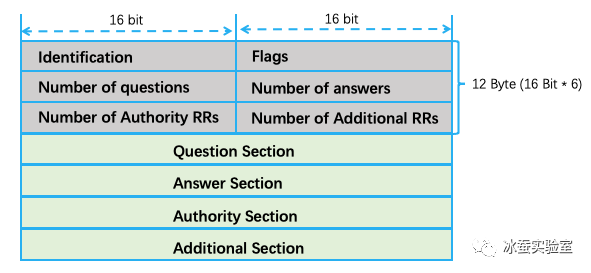 16 bit 16 bit
Identification Flags
Number of questions Number of answers
12 Byte (16 Bit * 6)
Number of Authority RRs Number of Additional RRs
Question Section
Answer Section
Authority Section
Additional Section
冰蚕实验室